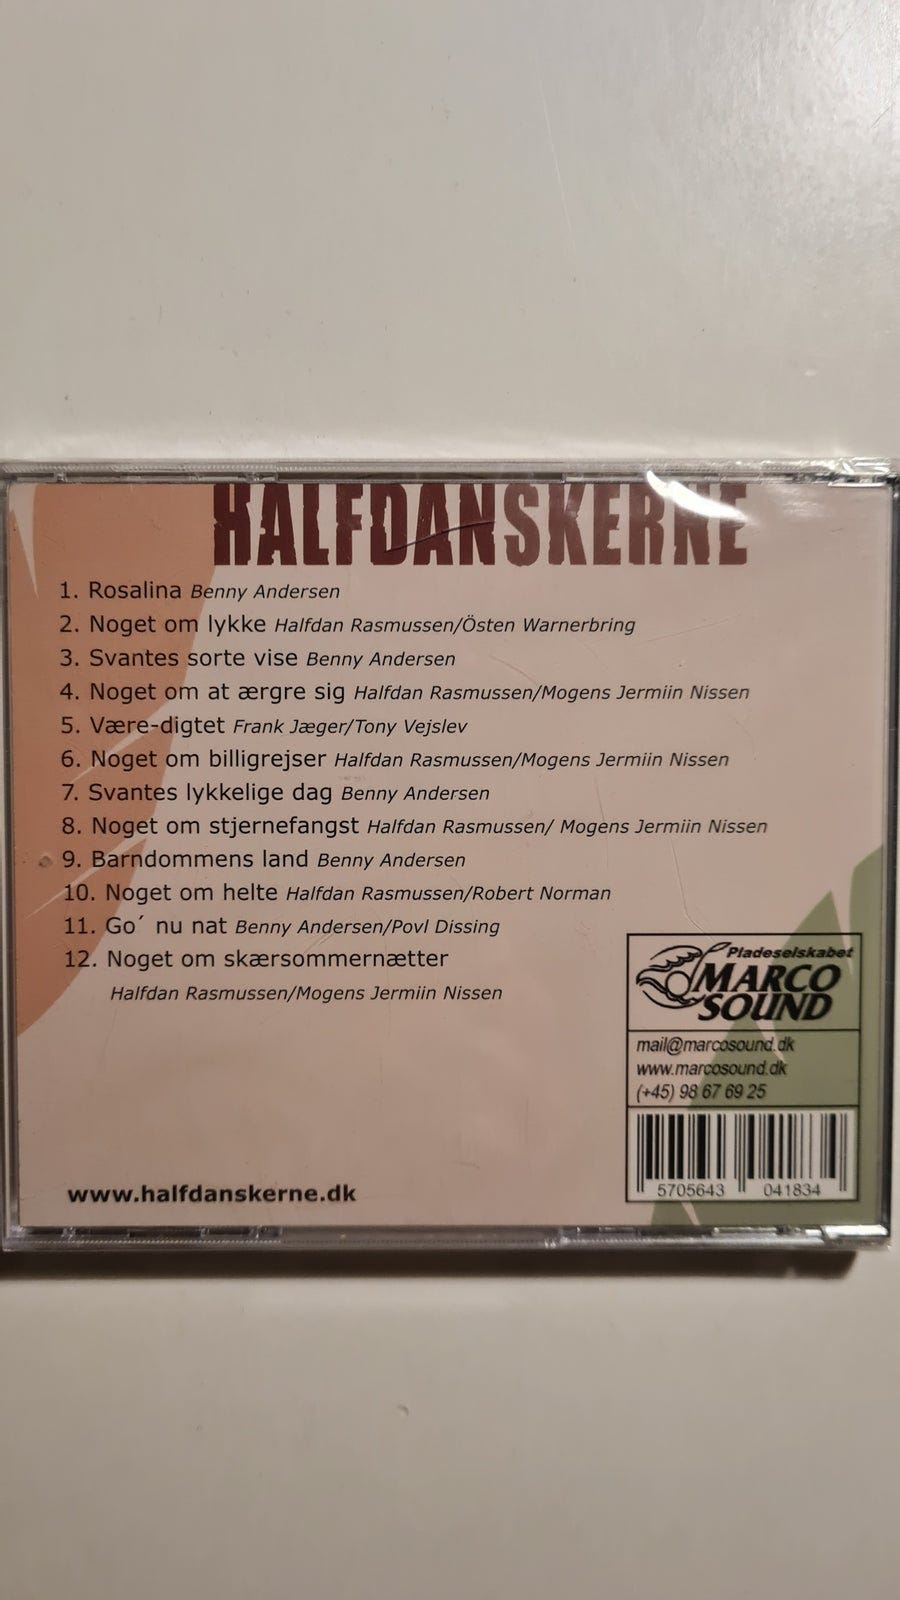 HALFDANSKERNE
1. Rosalina Benny Andersen
2. Noget om lykke Halfdan Rasmussen/Östen Warnerbring
3. Svantes sorte vise Benny Andersen
4. Noget om at ærgre sig Halfdan Rasmussen/Mogens Jermiin Nissen
5. Være-digtet Frank Jæger/Tony Vejslev
6. Noget om billigrejser Halfdan Rasmussen/Mogens Jermiin Nissen
7. Svantes lykkelige dag Benny Andersen
8. Noget om stjernefangst Halfdan Rasmussen/ Mogens Jermiin Nissen
9. Barndommens land Benny Andersen
10. Noget om helte Halfdan Rasmussen/Robert Norman
11. Go´ nu nat Benny Andersen/Povl Dissing
12. Noget om skærsommernætter
Halfdan Rasmussen/Mogens Jermiin Nissen
Pladeselskabet
MARCO
SOUND
mail@marcosound.dk
www.marcosound.dk
(+45) 98 67 69 25
5705643 041834
www.halfdanskerne.dk